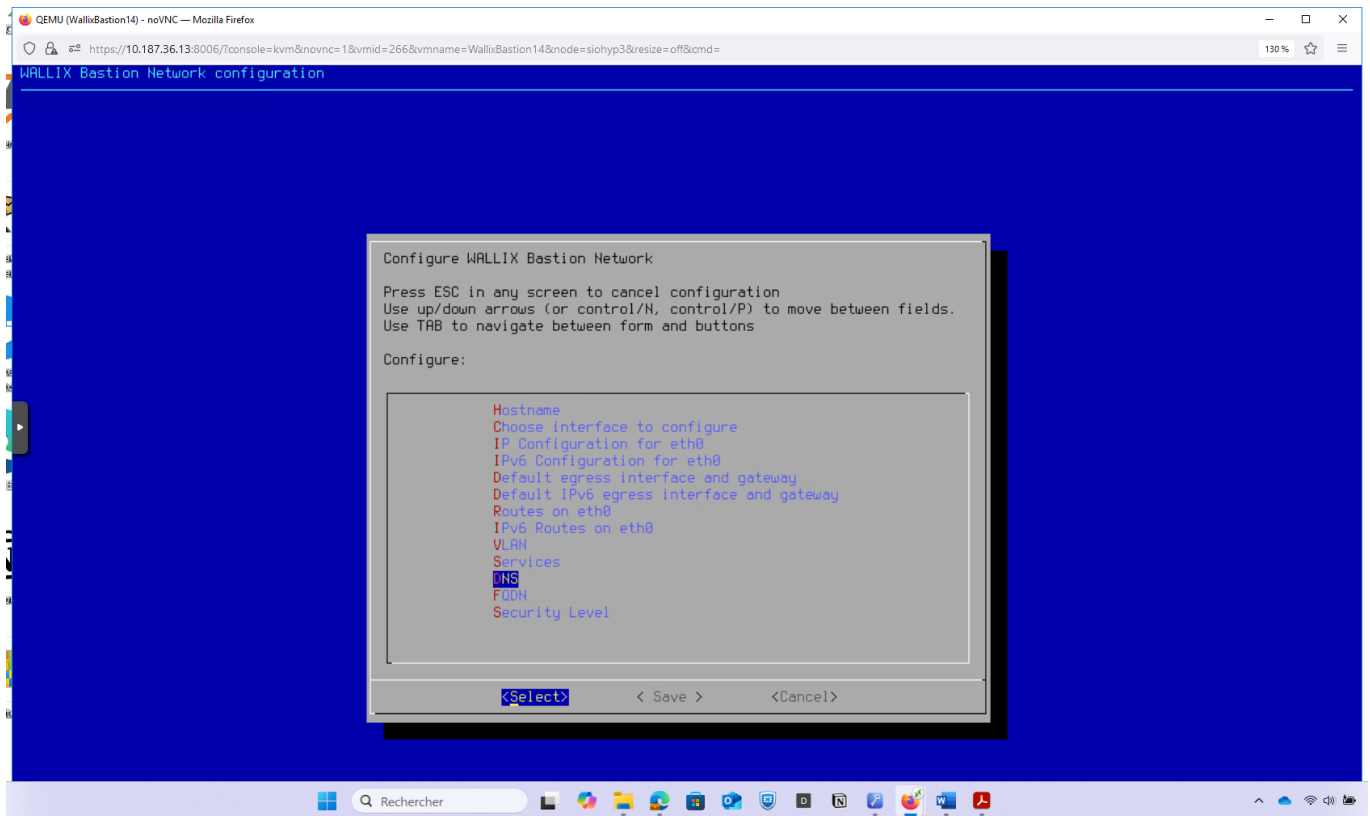 QEMU (WallixBastion14) - noVNC — Mozilla Firefox
https://10.187.36.13:8006/?console=kvm&novnc=1&vmid=266&vmname=WallixBastion14&node=siohyp3&resize=off&cmd=
130 %
WALLIX Bastion Network configuration
Configure WALLIX Bastion Network
Press ESC in any screen to cancel configuration
Use up/down arrows (or control/N, control/P) to move between fields.
Use TAB to navigate between form and buttons
Configure:
Hostname
Choose interface to configure
IP Configuration for eth0
IPv6 Configuration for eth0
Default egress interface and gateway
Default IPv6 egress interface and gateway
Routes on eth0
IPv6 Routes on eth0
VLAN
Services
DNS
FQDN
Security Level
<Select> < Save > <Cancel>
Rechercher